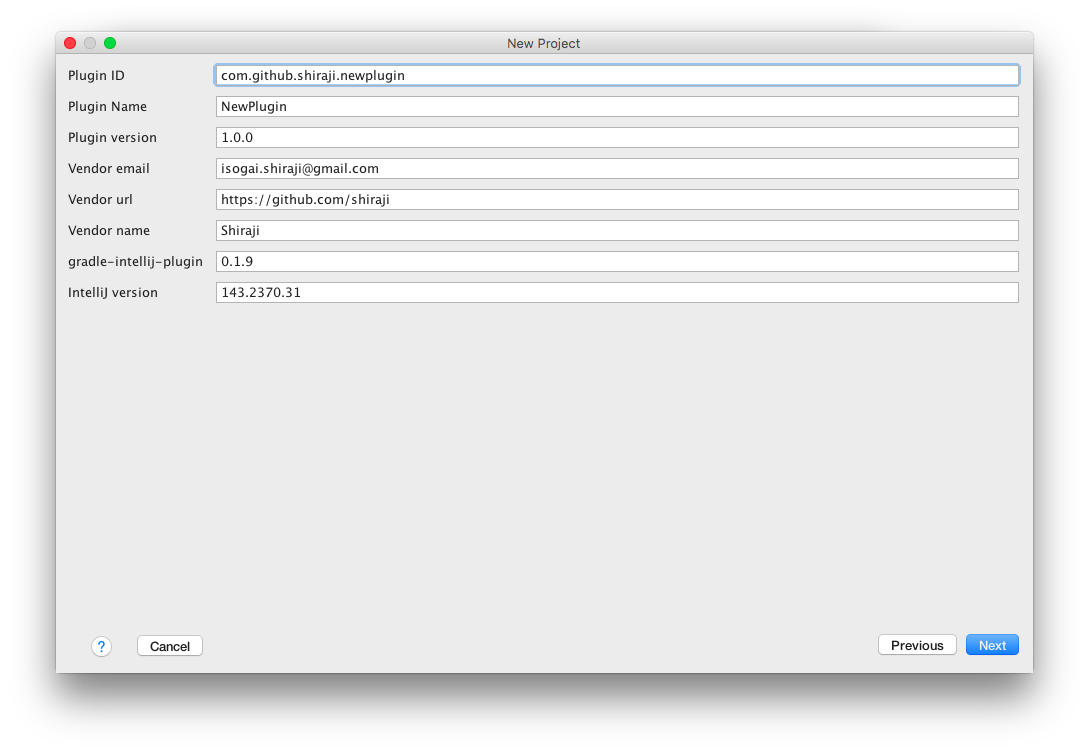 New Project
Plugin ID com.github.shiraji.newplugin
Plugin Name NewPlugin
Plugin version 1.0.0
Vendor email isogai.shiraji@gmail.com
Vendor url https://github.com/shiraji
Vendor name Shiraji
gradle-intellij-plugin 0.1.9
IntelliJ version 143.2370.31
? Cancel Previous Next